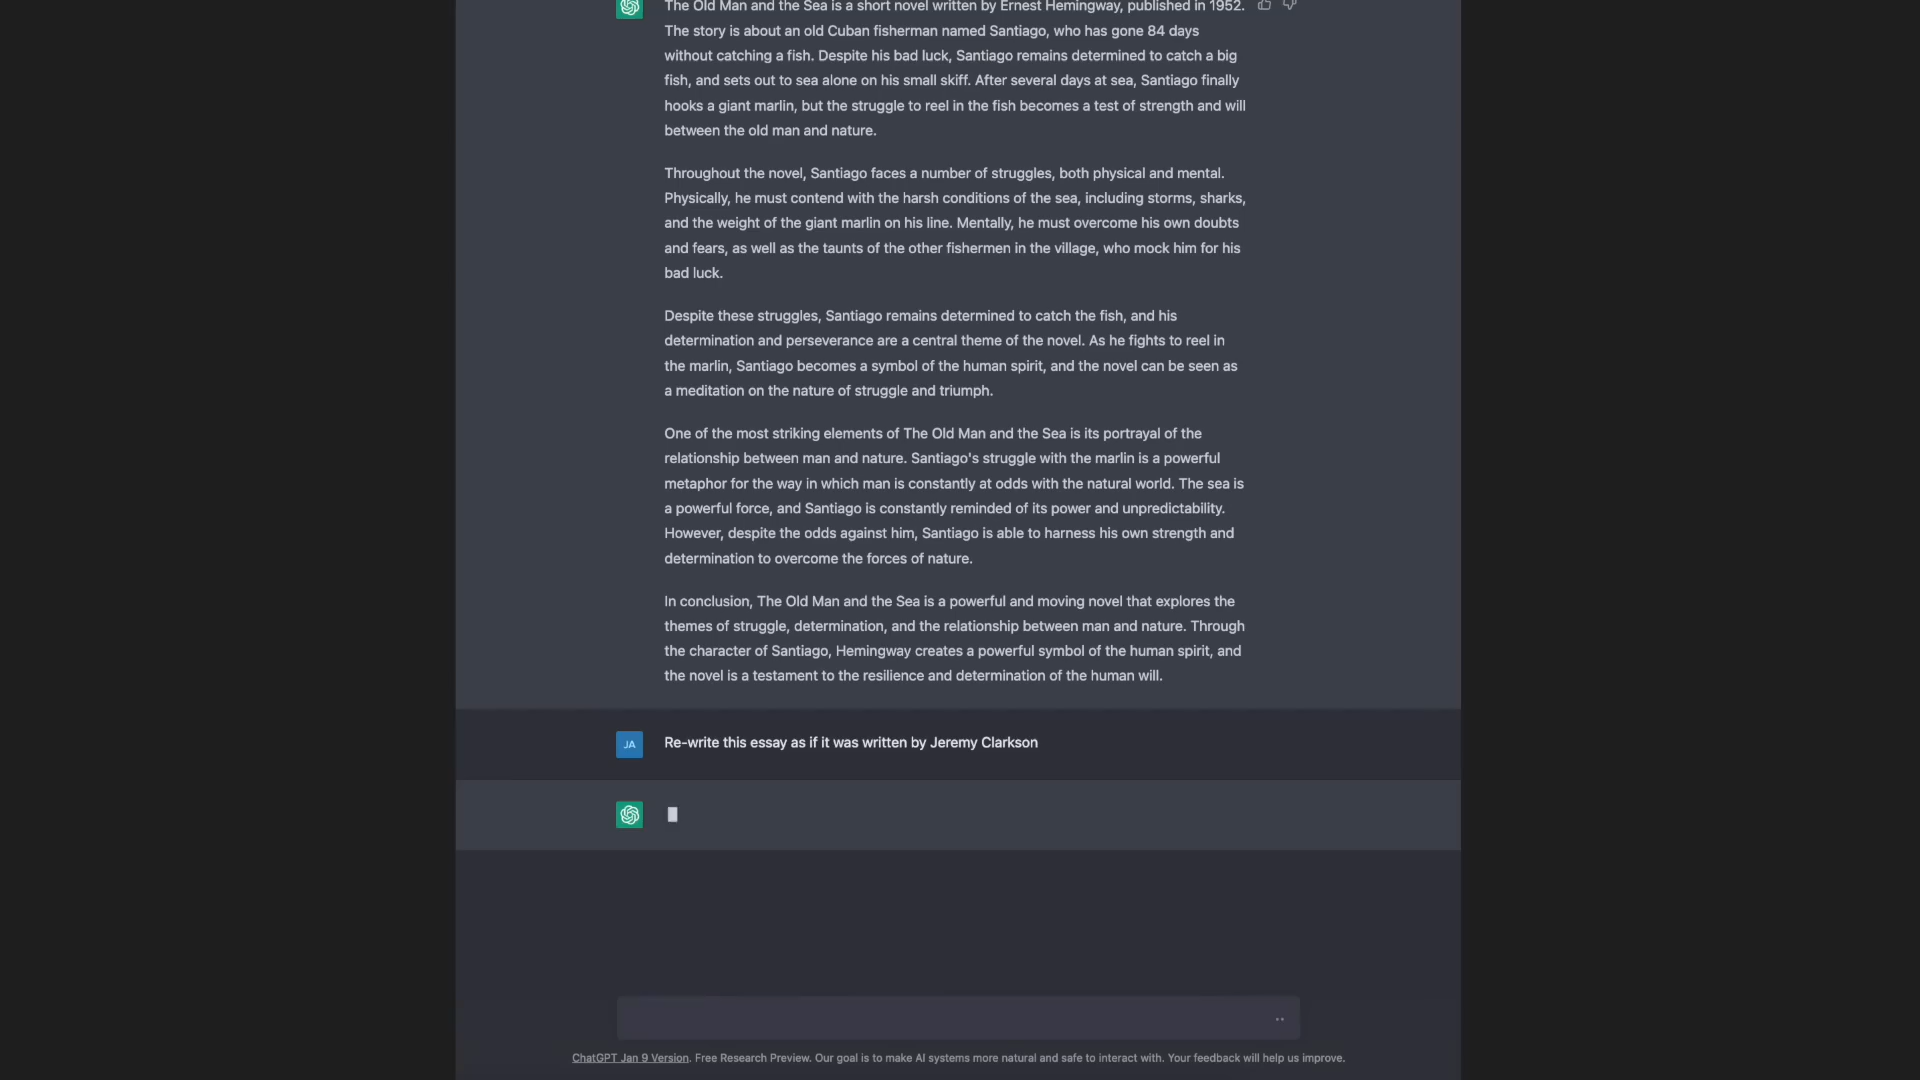 The Old Man and the Sea is a short novel written by Ernest Hemingway, published in 1952.
The story is about an old Cuban fisherman named Santiago, who has gone 84 days
without catching a fish. Despite his bad luck, Santiago remains determined to catch a big
fish, and sets out to sea alone on his small skiff. After several days at sea, Santiago finally
hooks a giant marlin, but the struggle to reel in the fish becomes a test of strength and will
between the old man and nature.
Throughout the novel, Santiago faces a number of struggles, both physical and mental.
Physically, he must contend with the harsh conditions of the sea, including storms, sharks,
and the weight of the giant marlin on his line. Mentally, he must overcome his own doubts
and fears, as well as the taunts of the other fishermen in the village, who mock him for his
bad luck.
Despite these struggles, Santiago remains determined to catch the fish, and his
determination and perseverance are a central theme of the novel. As he fights to reel in
the marlin, Santiago becomes a symbol of the human spirit, and the novel can be seen as
a meditation on the nature of struggle and triumph.
One of the most striking elements of The Old Man and the Sea is its portrayal of the
relationship between man and nature. Santiago's struggle with the marlin is a powerful
metaphor for the way in which man is constantly at odds with the natural world. The sea is
a powerful force, and Santiago is constantly reminded of its power and unpredictability.
However, despite the odds against him, Santiago is able to harness his own strength and
determination to overcome the forces of nature.
In conclusion, The Old Man and the Sea is a powerful and moving novel that explores the
themes of struggle, determination, and the relationship between man and nature. Through
the character of Santiago, Hemingway creates a powerful symbol of the human spirit, and
the novel is a testament to the resilience and determination of the human will.
JA Re-write this essay as if it was written by Jeremy Clarkson
ChatGPT Jan 9 Version. Free Research Preview. Our goal is to make AI systems more natural and safe to interact with. Your feedback will help us improve.